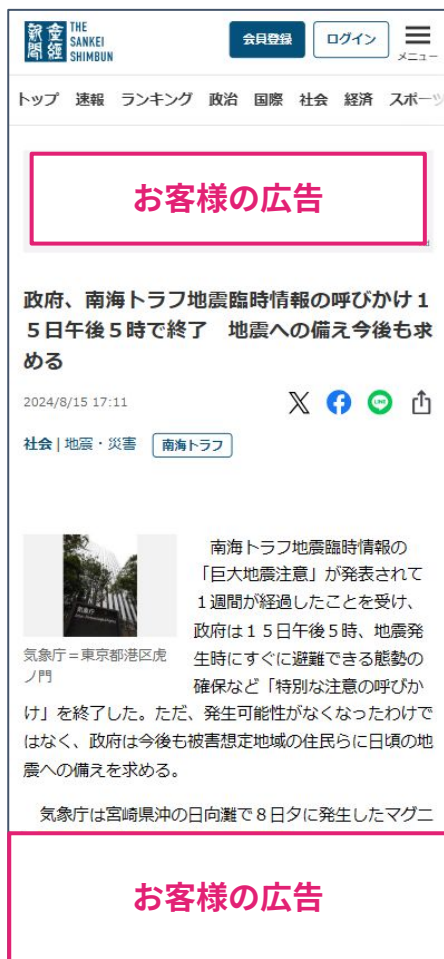 産經新聞 THE SANKEI SHIMBUN
会員登録 ログイン メニュー
トップ 速報 ランキング 政治 国際 社会 経済 スポーツ
お客様の広告
政府、南海トラフ地震臨時情報の呼びかけ１
５日午後５時で終了　地震への備え今後も求
める
2024/8/15 17:11
LINE
社会 | 地震・災害 南海トラフ
気象庁
気象庁＝東京都港区虎
ノ門
　南海トラフ地震臨時情報の
「巨大地震注意」が発表されて
１週間が経過したことを受け、
政府は１５日午後５時、地震発
生時にすぐに避難できる態勢の
確保など「特別な注意の呼びか
け」を終了した。ただ、発生可能性がなくなったわけで
はなく、政府は今後も被害想定地域の住民らに日頃の地
震への備えを求める。
　気象庁は宮崎県沖の日向灘で８日夕に発生したマグニ
お客様の広告